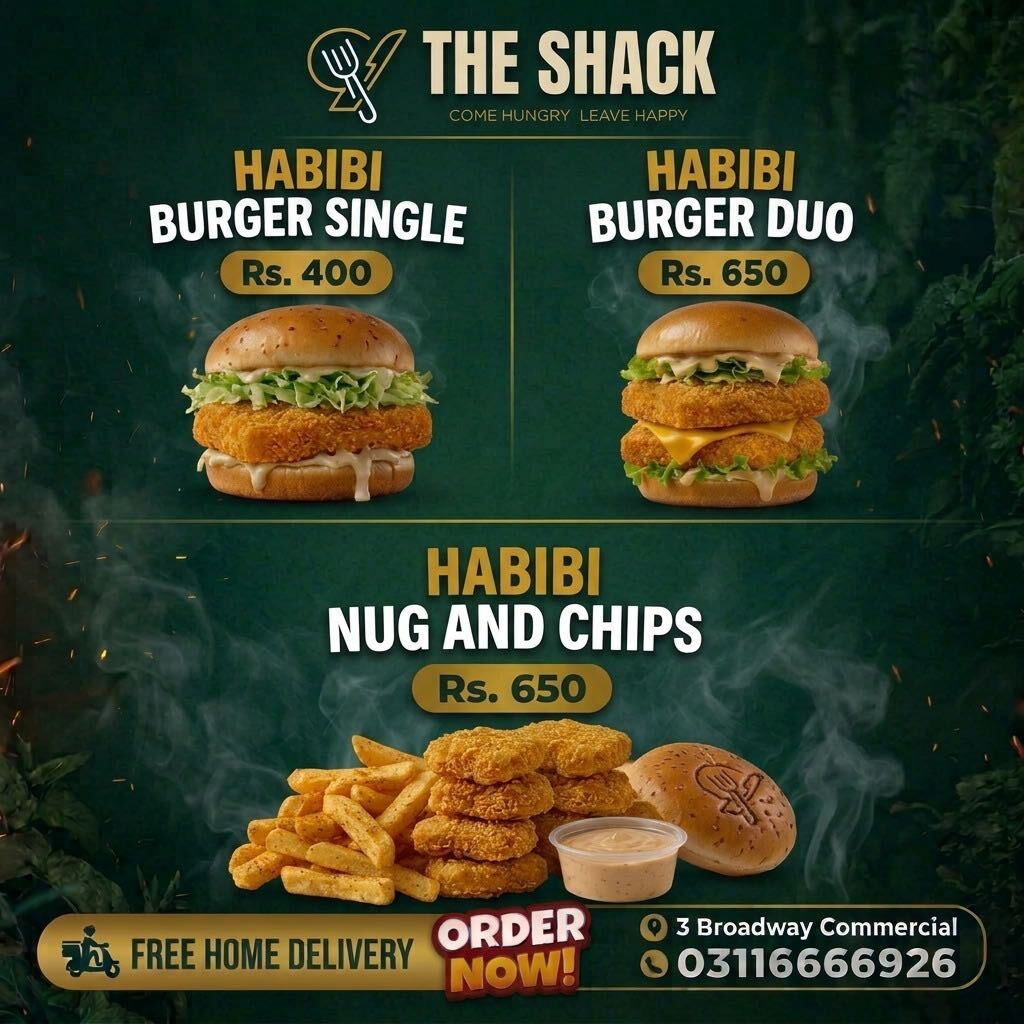 THE SHACK
COME HUNGRY LEAVE HAPPY
HABIBI
BURGER SINGLE
Rs. 400
HABIBI
BURGER DUO
Rs. 650
HABIBI
NUG AND CHIPS
Rs. 650
FREE HOME DELIVERY
ORDER
NOW!
3 Broadway Commercial
03116666926